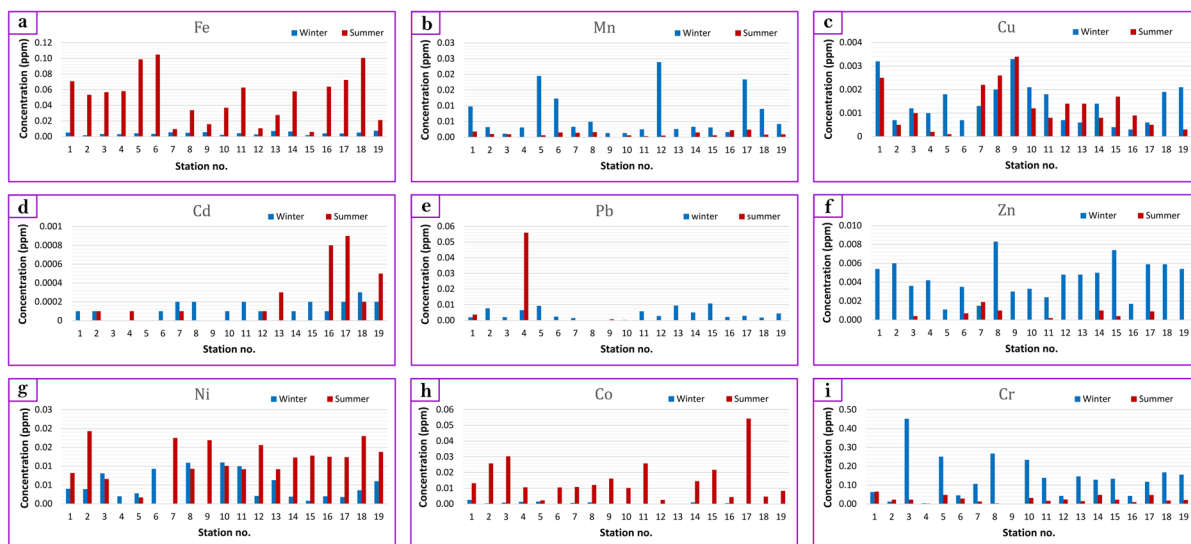 a
Fe
Winter Summer
Concentration (ppm)
0.12
0.10
0.08
0.06
0.04
0.02
0.00
1 2 3 4 5 6 7 8 9 10 11 12 13 14 15 16 17 18 19
Station no.
b
Mn
Winter Summer
Concentration (ppm)
0.03
0.03
0.02
0.02
0.01
0.01
0.00
1 2 3 4 5 6 7 8 9 10 11 12 13 14 15 16 17 18 19
Station no.
c
Cu
Winter Summer
Concentration (ppm)
0.004
0.003
0.002
0.001
0
1 2 3 4 5 6 7 8 9 10 11 12 13 14 15 16 17 18 19
Station no.
d
Cd
Winter Summer
Concentration (ppm)
0.001
0.0008
0.0006
0.0004
0.0002
0
1 2 3 4 5 6 7 8 9 10 11 12 13 14 15 16 17 18 19
Station no.
e
Pb
winter summer
Concentration (ppm)
0.06
0.05
0.04
0.03
0.02
0.01
0.00
1 2 3 4 5 6 7 8 9 10 11 12 13 14 15 16 17 18 19
Station no.
f
Zn
Winter Summer
Concentration (ppm)
0.010
0.008
0.006
0.004
0.002
0.000
1 2 3 4 5 6 7 8 9 10 11 12 13 14 15 16 17 18 19
Station no.
g
Ni
Winter Summer
Concentration (ppm)
0.03
0.02
0.02
0.01
0.01
0.00
1 2 3 4 5 6 7 8 9 10 11 12 13 14 15 16 17 18 19
Station no.
h
Co
Winter Summer
Concentration (ppm)
0.06
0.05
0.04
0.03
0.02
0.01
0.00
1 2 3 4 5 6 7 8 9 10 11 12 13 14 15 16 17 18 19
Station no.
i
Cr
Winter Summer
Concentration (ppm)
0.50
0.40
0.30
0.20
0.10
0.00
1 2 3 4 5 6 7 8 9 10 11 12 13 14 15 16 17 18 19
Station no.